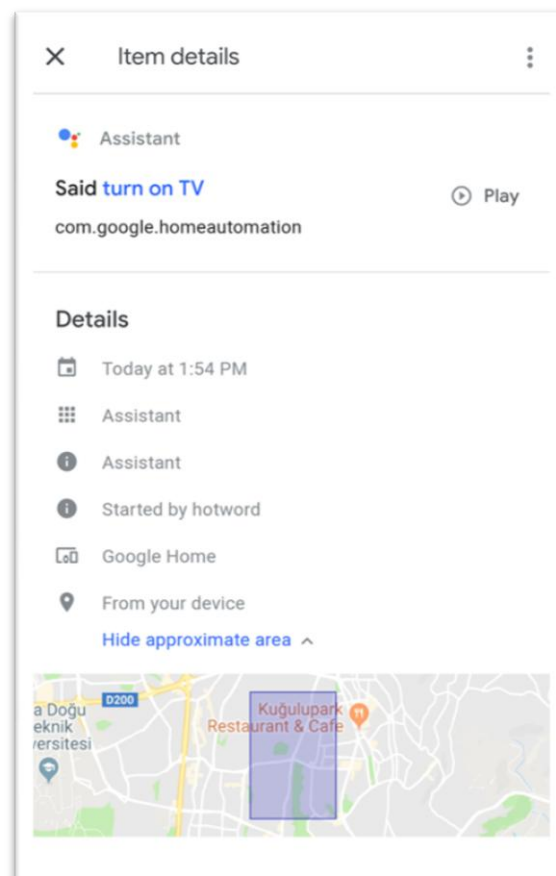 Item details
Assistant
Said turn on TV
Play
com.google.homeautomation
Details
Today at 1:54 PM
Assistant
Assistant
Started by hotword
Google Home
From your device
Hide approximate area
D200
a Doğu
eknik
versitesi
Kuğulupark
Restaurant & Cafe